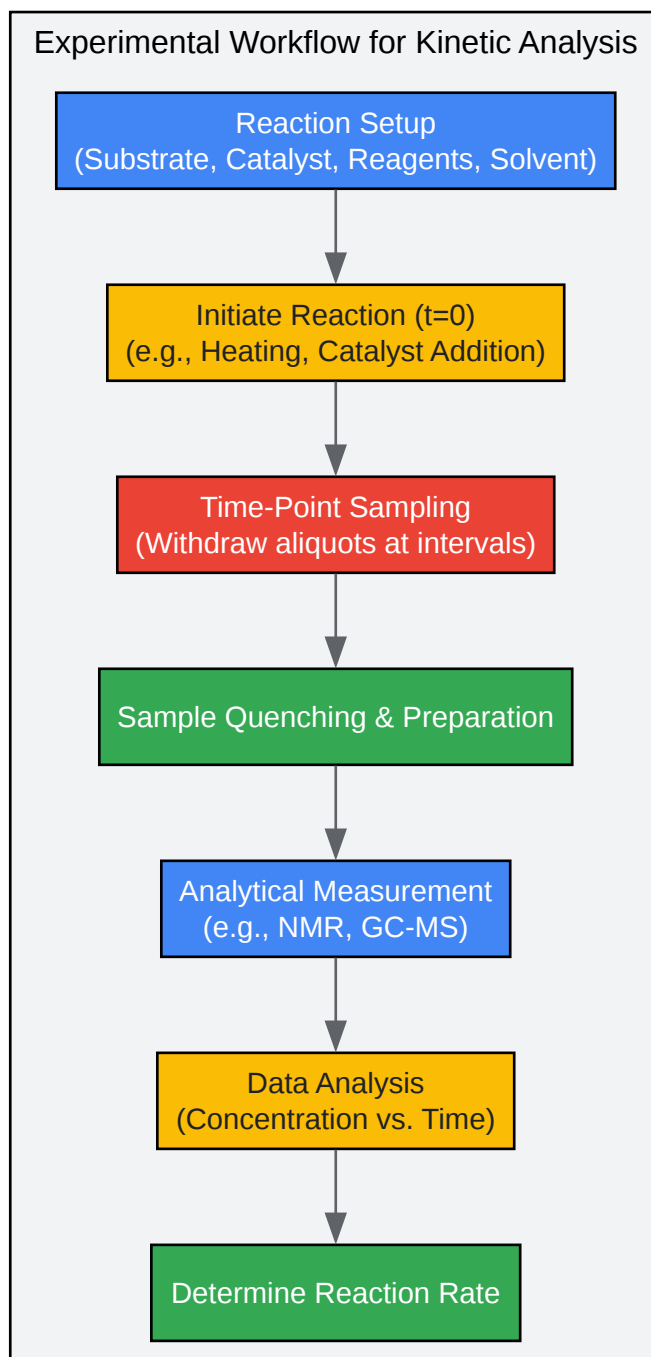 Experimental Workflow for Kinetic Analysis
Reaction Setup
(Substrate, Catalyst, Reagents, Solvent)
Initiate Reaction (t=0)
(e.g., Heating, Catalyst Addition)
Time-Point Sampling
(Withdraw aliquots at intervals)
Sample Quenching & Preparation
Analytical Measurement
(e.g., NMR, GC-MS)
Data Analysis
(Concentration vs. Time)
Determine Reaction Rate